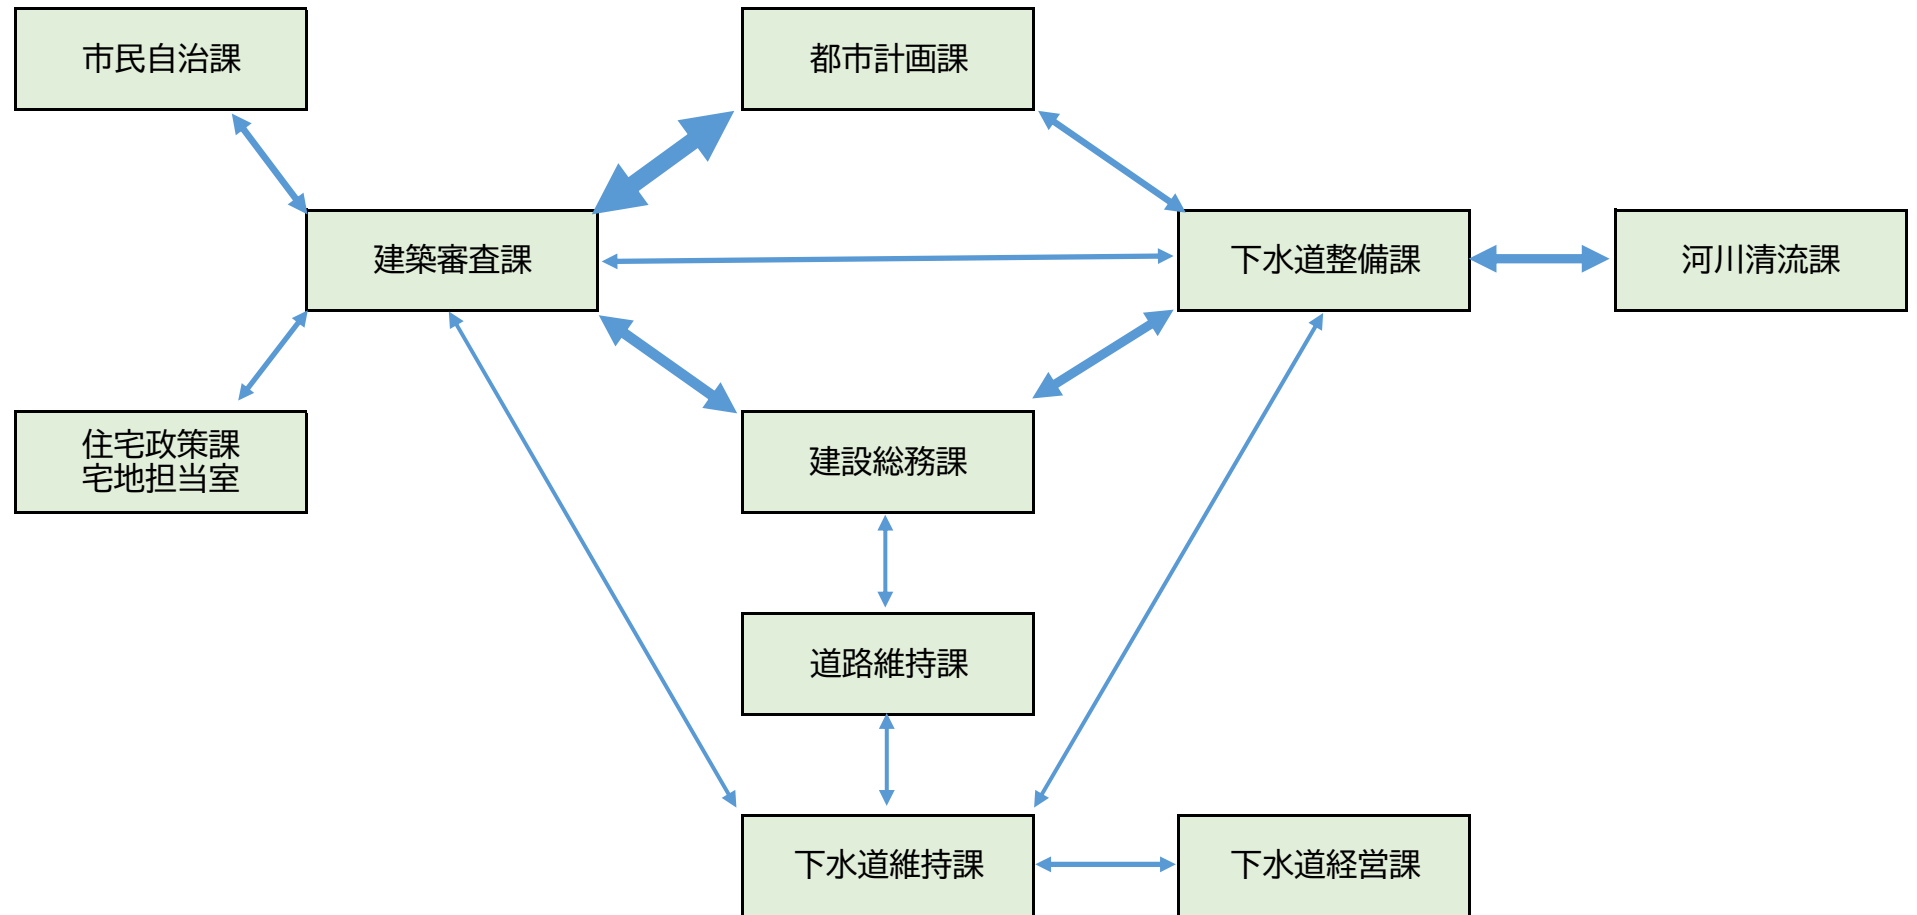 市民自治課
都市計画課
建築審査課
下水道整備課
河川清流課
住宅政策課
宅地担当室
建設総務課
道路維持課
下水道維持課
下水道経営課